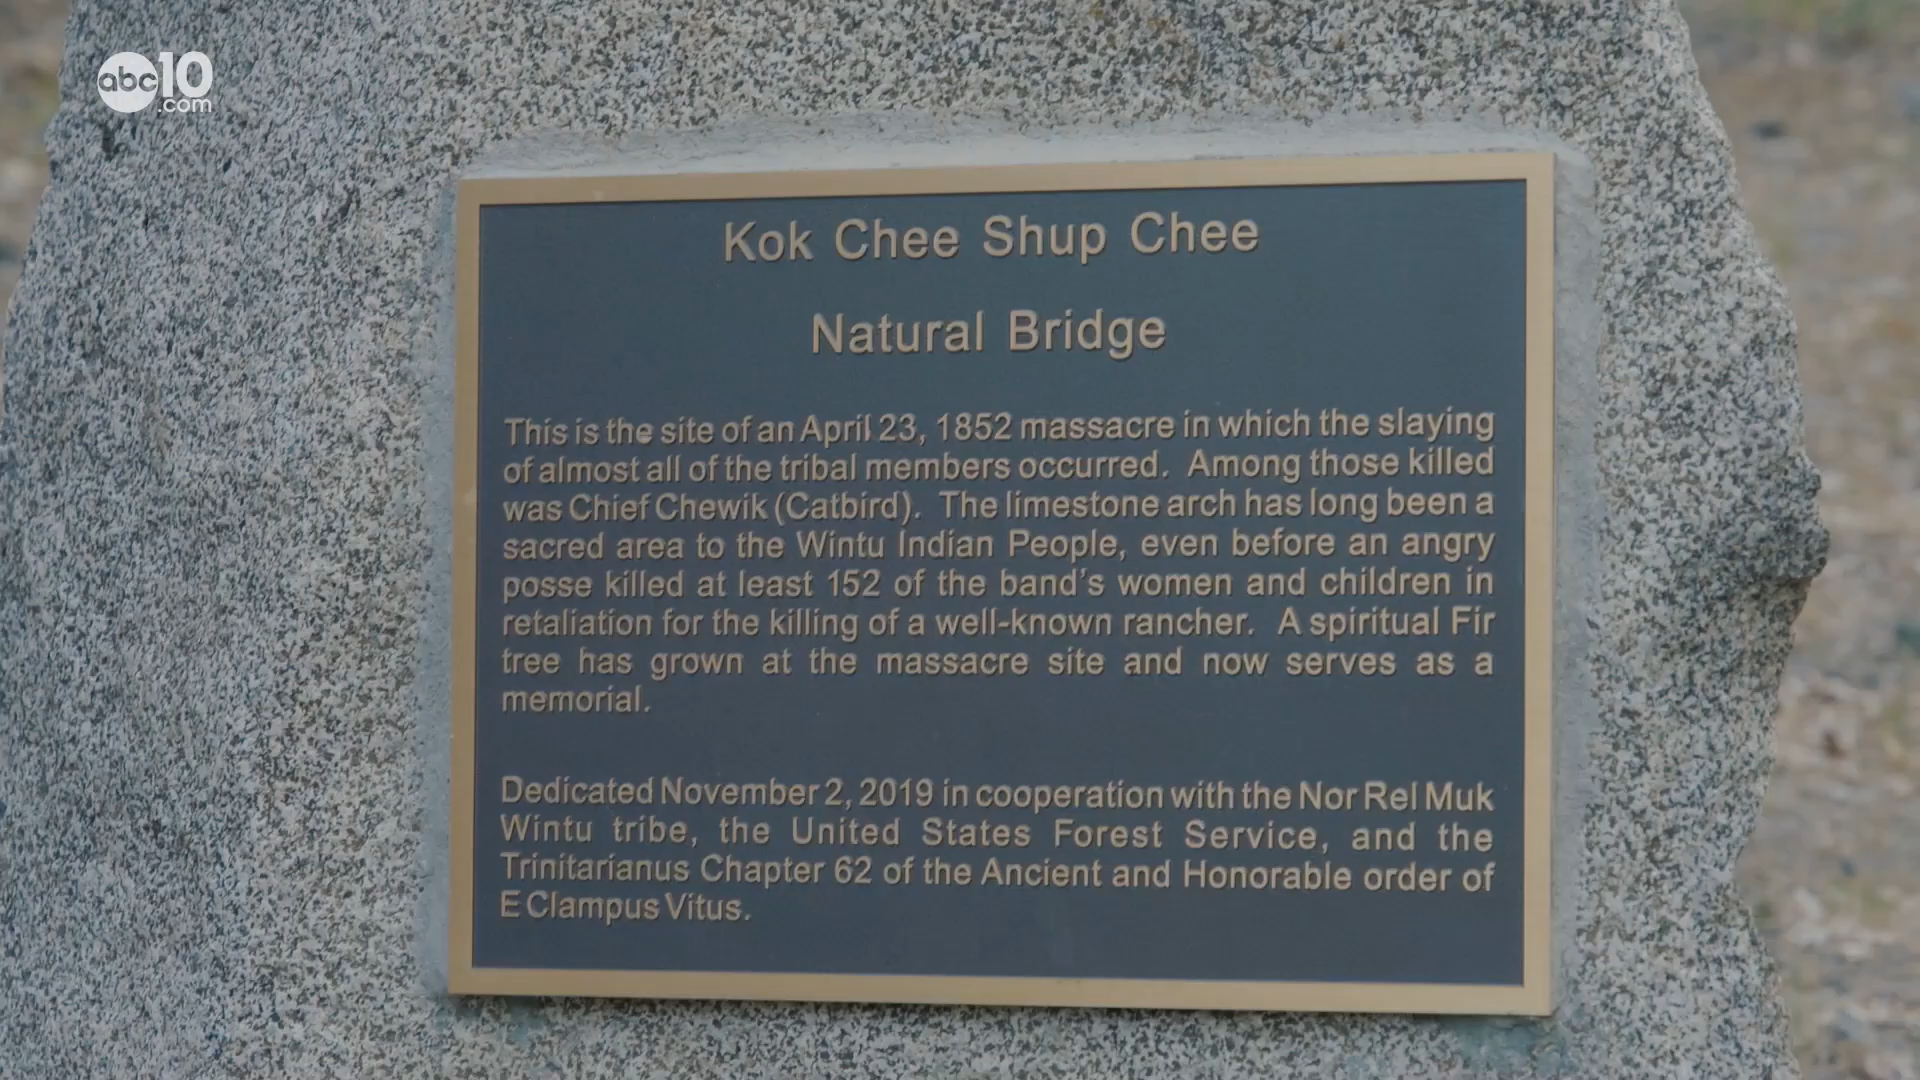 abc10
.com
Kok Chee Shup Chee
Natural Bridge
This is the site of an April 23, 1852 massacre in which the slaying
of almost all of the tribal members occurred. Among those killed
was Chief Chewik (Catbird). The limestone arch has long been a
sacred area to the Wintu Indian People, even before an angry
posse killed at least 152 of the band's women and children in
retaliation for the killing of a well-known rancher. A spiritual Fir
tree has grown at the massacre site and now serves as a
memorial.
Dedicated November 2, 2019 in cooperation with the Nor Rel Muk
Wintu tribe, the United States Forest Service, and the
Trinitarianus Chapter 62 of the Ancient and Honorable order of
E Clampus Vitus.